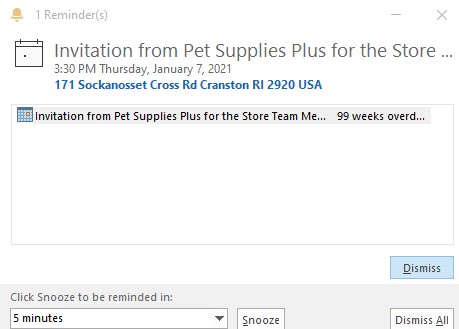 1 Reminder(s)
Invitation from Pet Supplies Plus for the Store ...
3:30 PM Thursday, January 7, 2021
171 Sockanosset Cross Rd Cranston RI 2920 USA
Invitation from Pet Supplies Plus for the Store Team Me... 99 weeks overd...
Dismiss
Click Snooze to be reminded in:
5 minutes Snooze Dismiss All